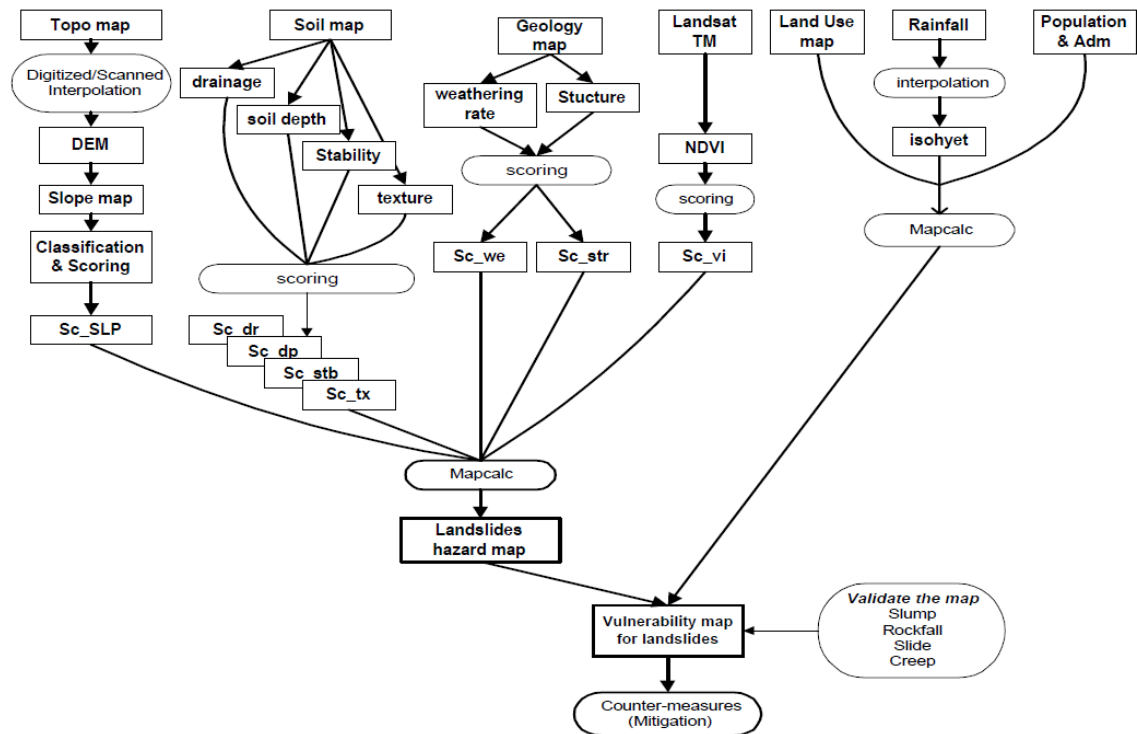 Topo map
Soil map
Geology
map
Landsat
TM
Land Use
map
Rainfall
Population
& Adm
Digitized/Scanned
Interpolation
drainage
soil depth
Stability
texture
weathering
rate
Stucture
interpolation
DEM
NDVI
isohyet
scoring
scoring
Slope map
Classification
& Scoring
Sc_we
Sc_str
Sc_vi
Mapcalc
scoring
Sc_SLP
Sc_dr
Sc_dp
Sc_stb
Sc_tx
Mapcalc
Landslides
hazard map
Vulnerability map
for landslides
Validate the map
Slump
Rockfall
Slide
Creep
Counter-measures
(Mitigation)